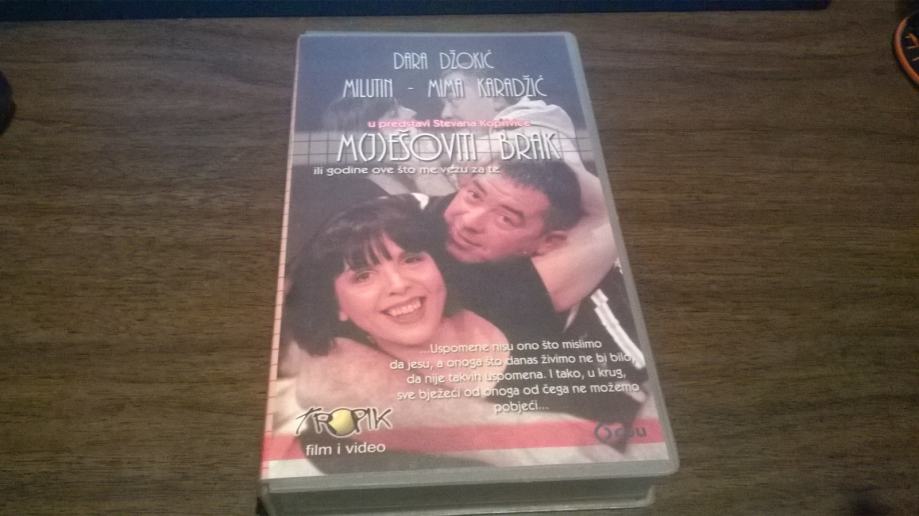 DARA DŽOKIĆ
MILUTIN - MIMA KARADŽIĆ
u predstavi Stevana Koprivice
M(J)EŠOVITI BRAK
ili godine ove što me vežu za te
...Uspomene nisu ono što mislimo
da jesu, a onoga što danas živimo ne bi bilo,
da nije takvih uspomena. I tako, u krug,
sve bježeći od onoga od čega ne možemo
pobjeći...
TROPIK
film i video